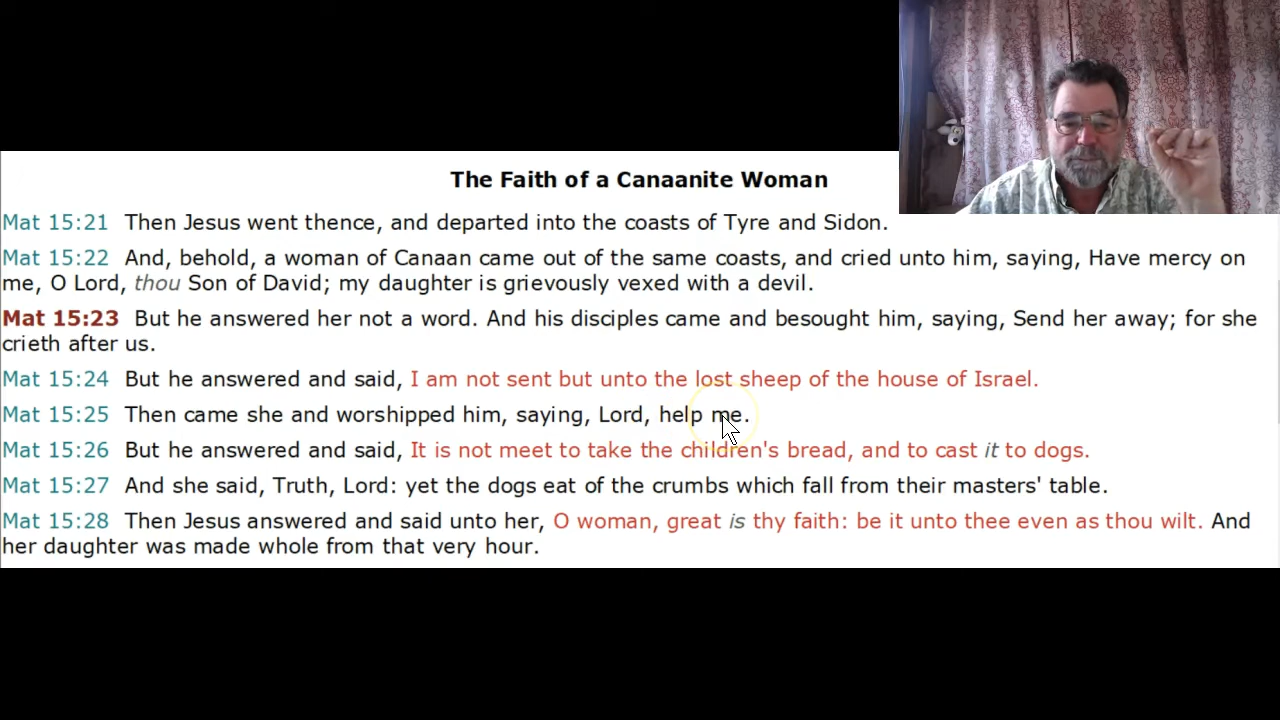 The Faith of a Canaanite Woman
Mat 15:21 Then Jesus went thence, and departed into the coasts of Tyre and Sidon.
Mat 15:22 And, behold, a woman of Canaan came out of the same coasts, and cried unto him, saying, Have mercy on
me, O Lord, thou Son of David; my daughter is grievously vexed with a devil.
Mat 15:23 But he answered her not a word. And his disciples came and besought him, saying, Send her away; for she
crieth after us.
Mat 15:24 But he answered and said, I am not sent but unto the lost sheep of the house of Israel.
Mat 15:25 Then came she and worshipped him, saying, Lord, help me.
Mat 15:26 But he answered and said, It is not meet to take the children's bread, and to cast it to dogs.
Mat 15:27 And she said, Truth, Lord: yet the dogs eat of the crumbs which fall from their masters' table.
Mat 15:28 Then Jesus answered and said unto her, O woman, great is thy faith: be it unto thee even as thou wilt. And
her daughter was made whole from that very hour.